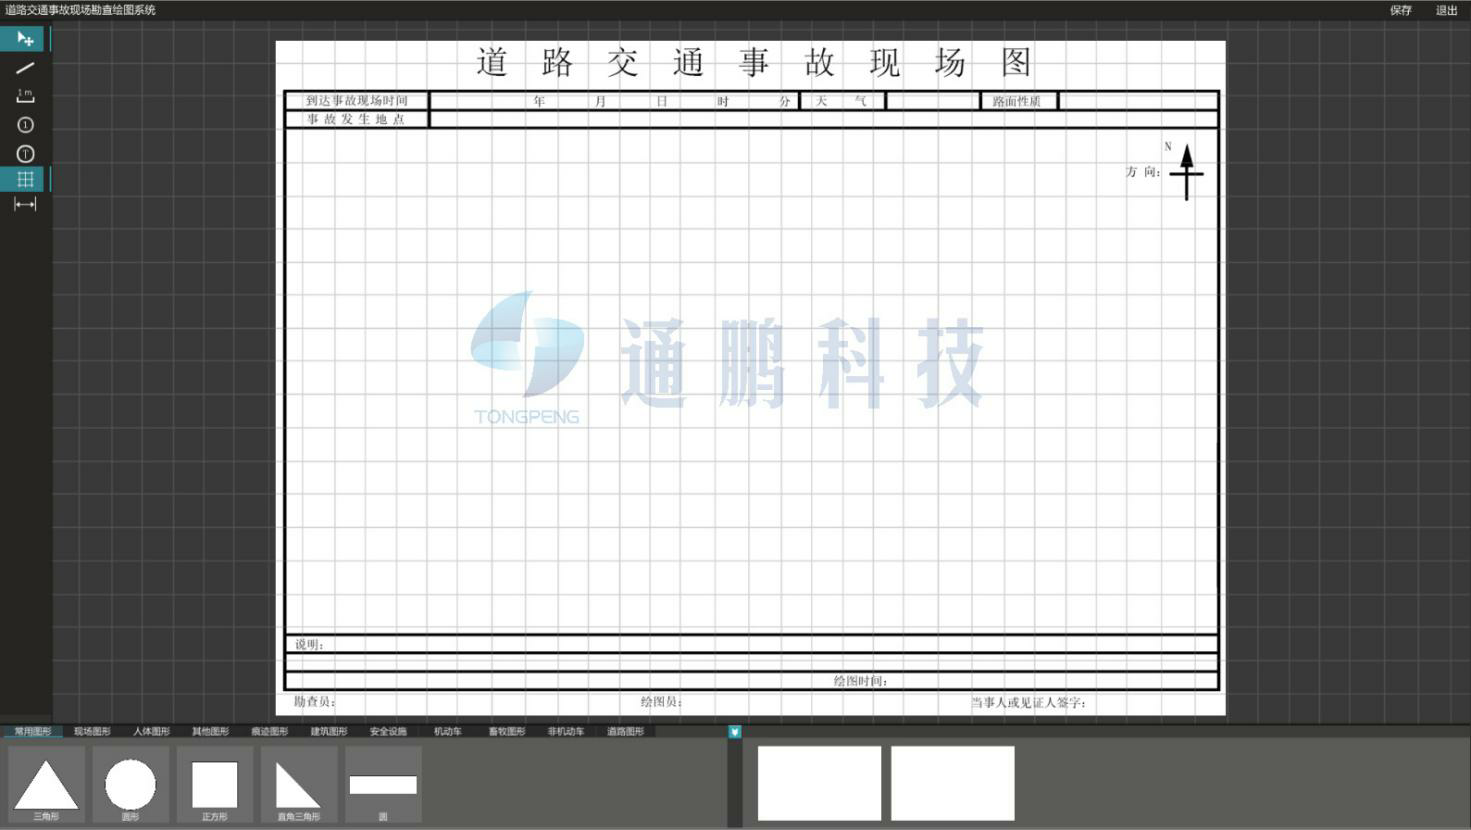 道路交通事故现场勘查绘图系统 保存 退出
1m
1
T
道路交通事故现场图
到达事故现场时间 年 月 日 时 分 天 气 路面性质
事故发生地点
N
方 向：
通鹏科技
TONGPENG
说明：
绘图时间：
勘查员： 绘图员： 当事人或见证人签字：
常用图形 现场图形 人体图形 其他图形 痕迹图形 建筑图形 安全设施 机动车 畜牧图形 非机动车 道路图形
三角形 圆形 正方形 直角三角形 圆